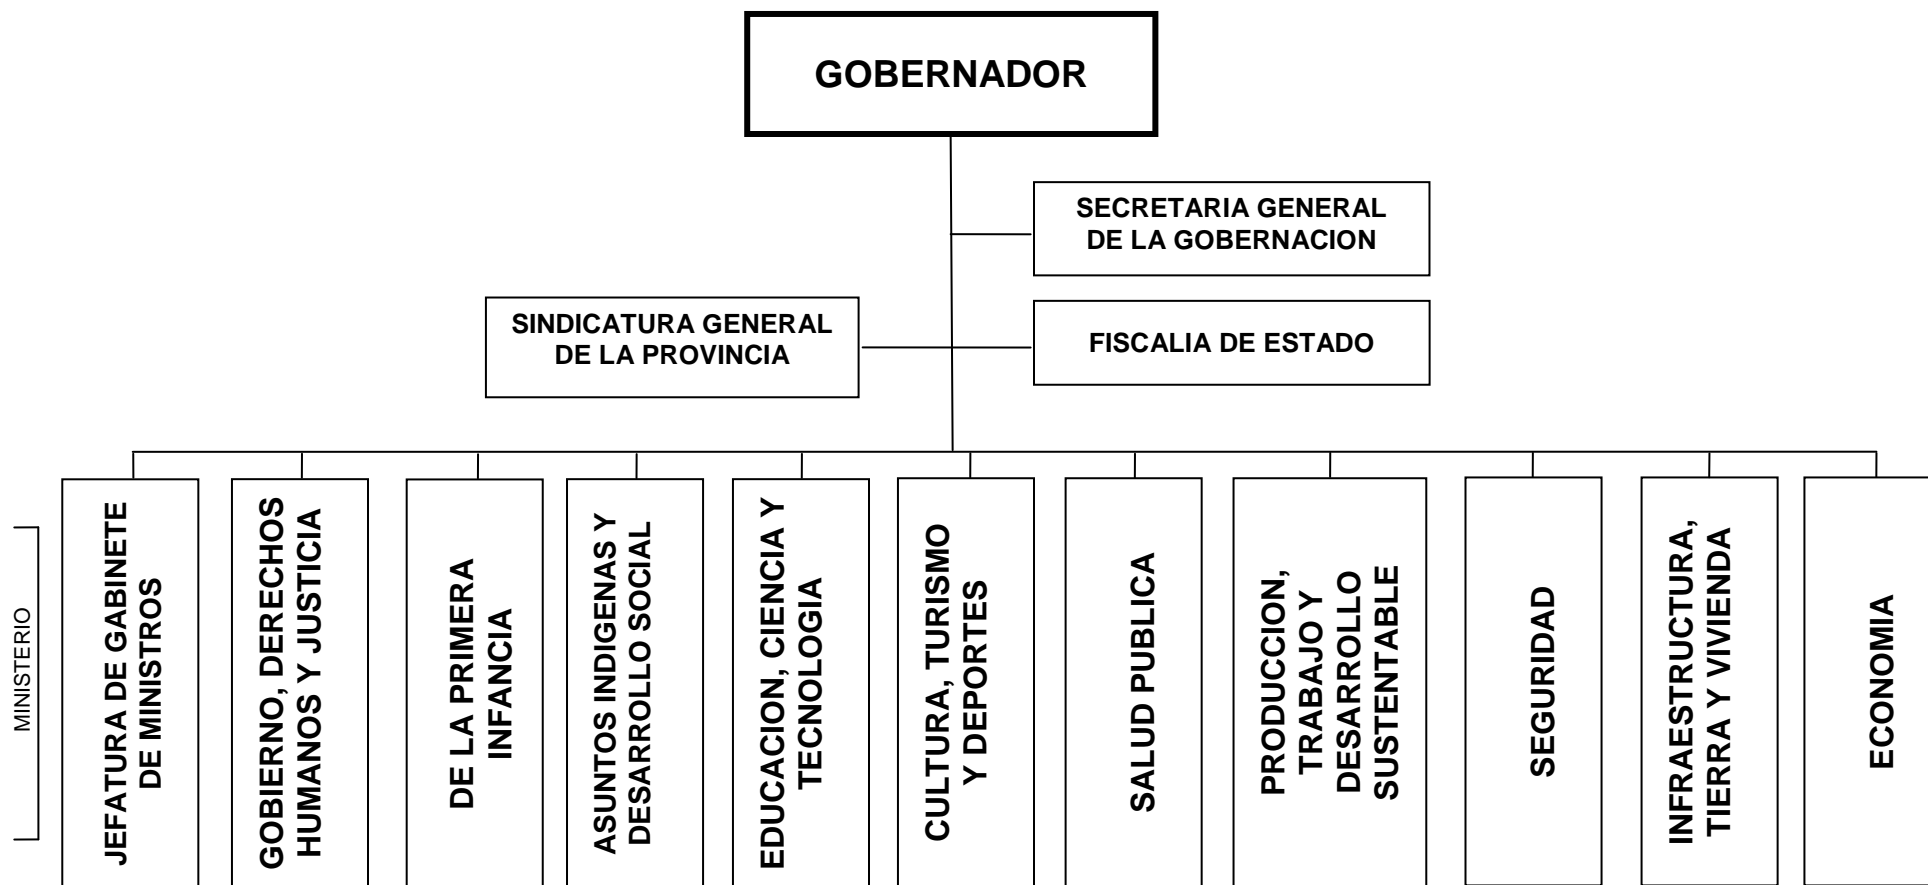 GOBERNADOR
SECRETARIA GENERAL
DE LA GOBERNACION
SINDICATURA GENERAL
DE LA PROVINCIA
FISCALIA DE ESTADO
MINISTERIO
JEFATURA DE GABINETE
DE MINISTROS
GOBIERNO, DERECHOS
HUMANOS Y JUSTICIA
DE LA PRIMERA
INFANCIA
ASUNTOS INDIGENAS Y
DESARROLLO SOCIAL
EDUCACION, CIENCIA Y
TECNOLOGIA
CULTURA, TURISMO
Y DEPORTES
SALUD PUBLICA
PRODUCCION,
TRABAJO Y
DESARROLLO
SUSTENTABLE
SEGURIDAD
INFRAESTRUCTURA,
TIERRA Y VIVIENDA
ECONOMIA